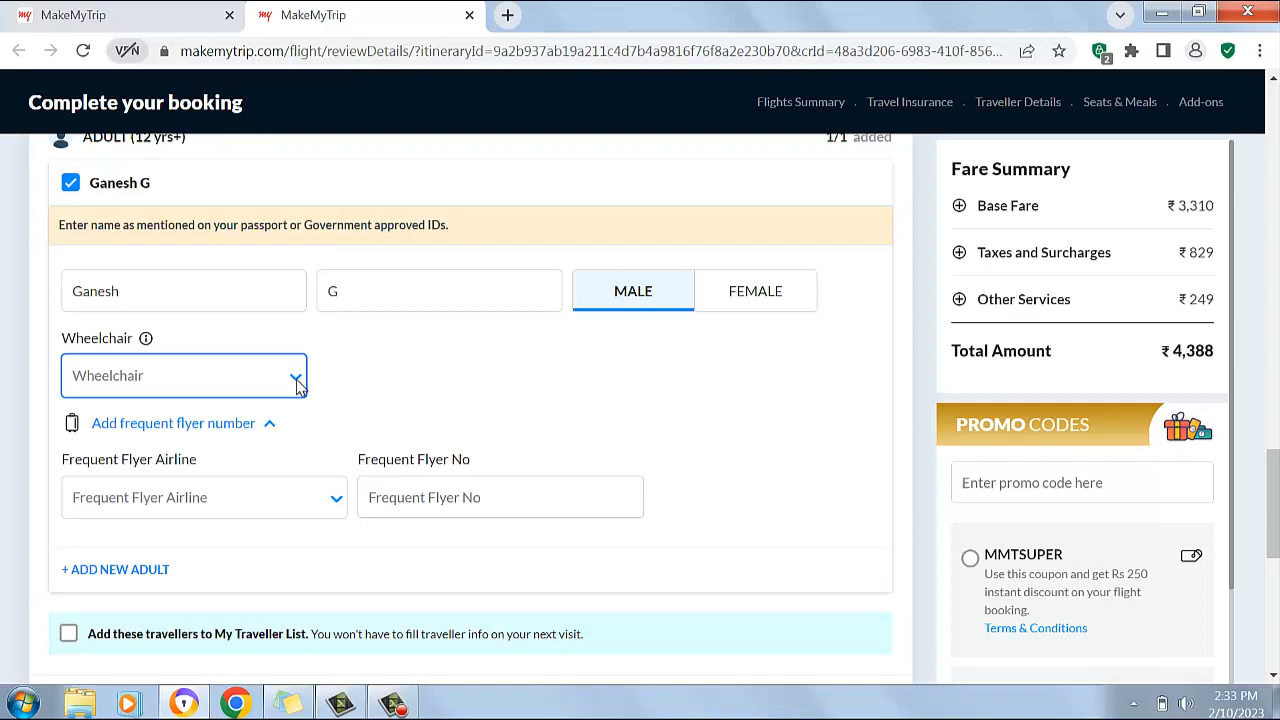 MakeMyTrip
MakeMyTrip
VPN
makemytrip.com/flight/reviewDetails/?itineraryId=9a2b937ab19a211c4d7b4a9816f76f8a2e230b70&crId=48a3d206-6983-410f-856...
2
Complete your booking
Flights Summary . Travel Insurance . Traveller Details . Seats & Meals . Add-ons
ADULT (12 yrs+)
1/1 added
Ganesh G
Enter name as mentioned on your passport or Government approved IDs.
Ganesh
G
MALE
FEMALE
Wheelchair
Wheelchair
Add frequent flyer number
Frequent Flyer Airline
Frequent Flyer No
Frequent Flyer Airline
Frequent Flyer No
+ ADD NEW ADULT
Add these travellers to My Traveller List. You won't have to fill traveller info on your next visit.
Fare Summary
Base Fare ₹ 3,310
Taxes and Surcharges ₹ 829
Other Services ₹ 249
Total Amount ₹ 4,388
PROMO CODES
Enter promo code here
MMTSUPER
Use this coupon and get Rs 250
instant discount on your flight
booking.
Terms & Conditions
2:33 PM
2/10/2023